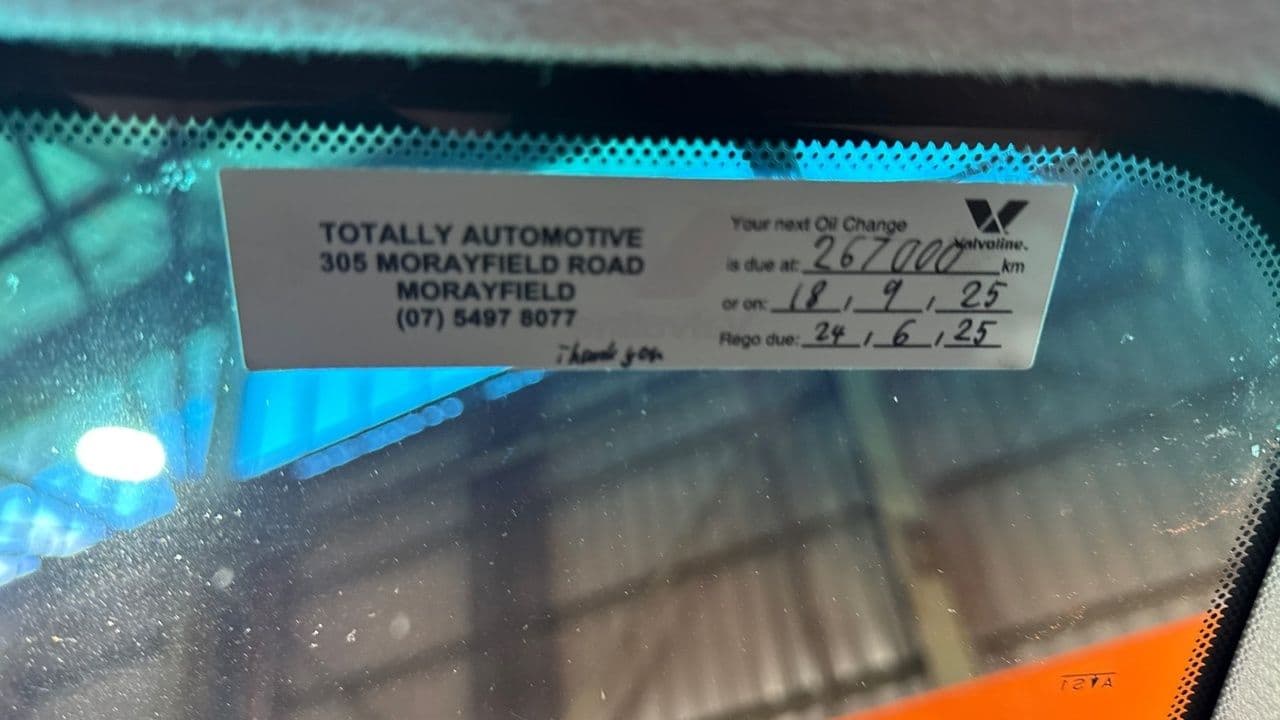 TOTALLY AUTOMOTIVE
305 MORAYFIELD ROAD
MORAYFIELD
(07) 5497 8077
Thank you
Valvoline.
Your next Oil Change
is due at: 267000 km
or on: 18 / 9 / 25
Rego due: 24 / 6 / 25